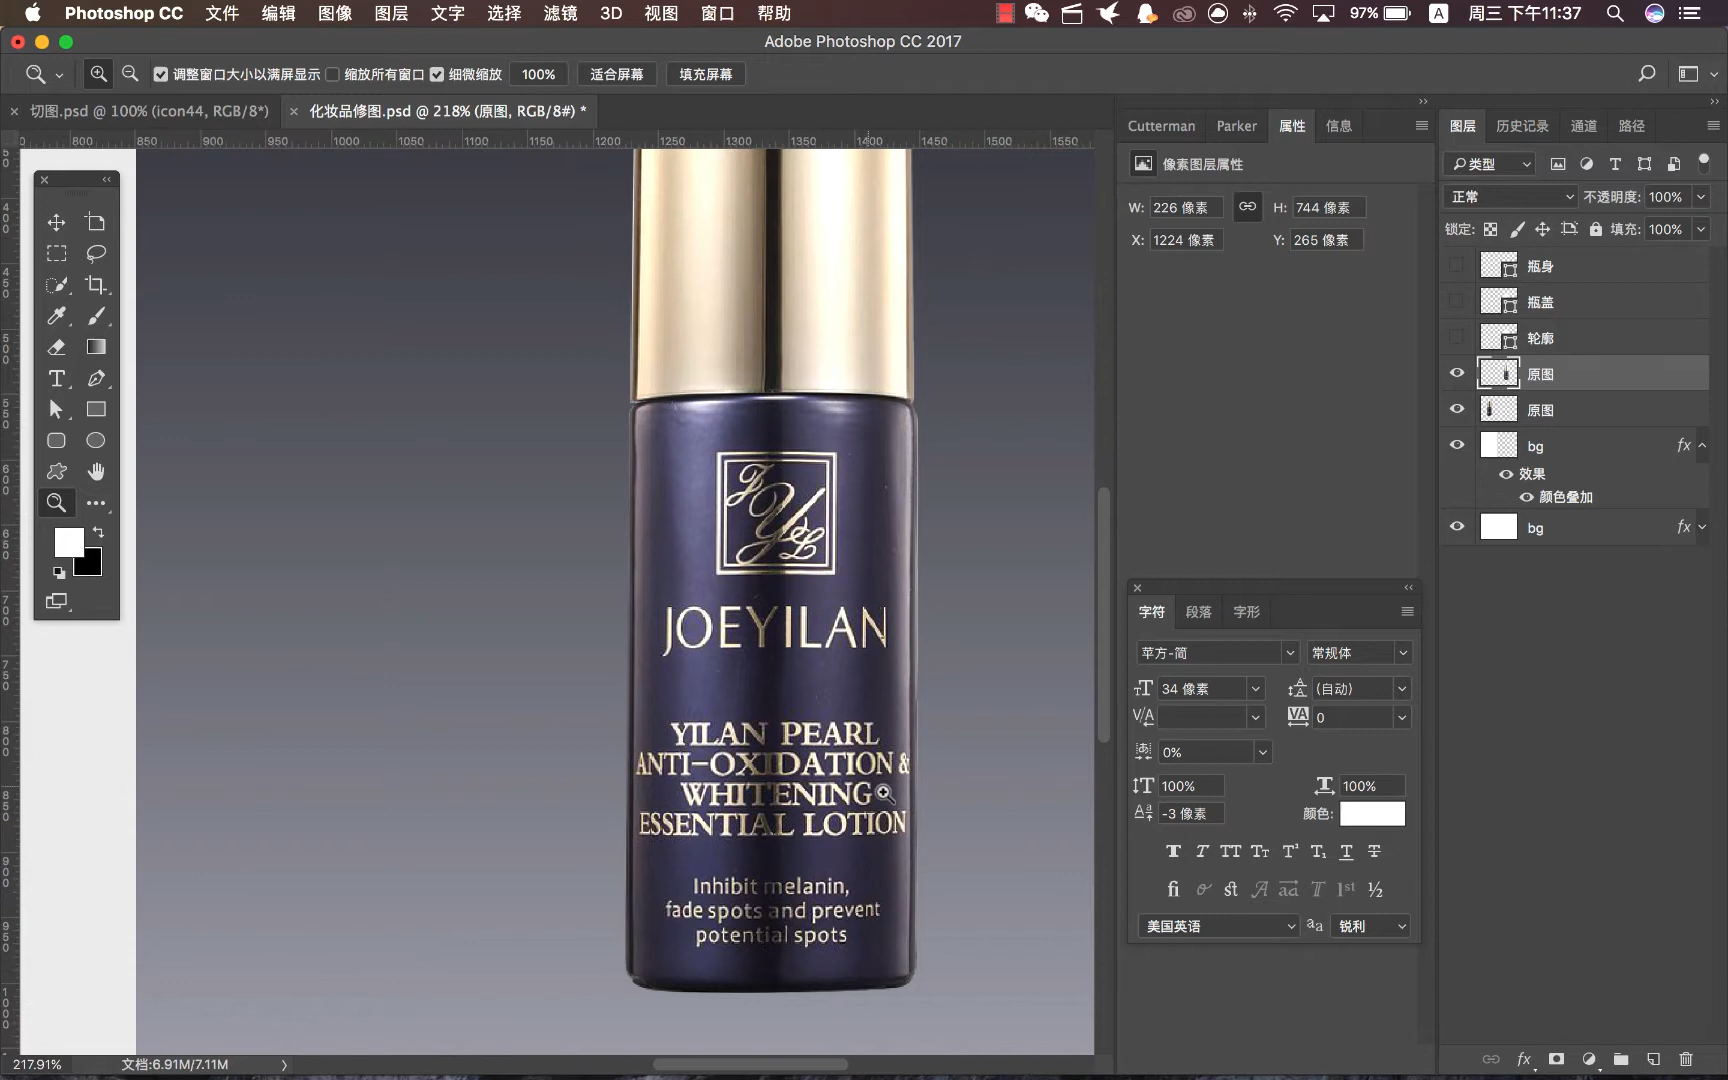 Photoshop CC 文件 编辑 图像 图层 文字 选择 滤镜 3D 视图 窗口 帮助 97% A 周三 下午11:37
Adobe Photoshop CC 2017
调整窗口大小以满屏显示 缩放所有窗口 细微缩放 100% 适合屏幕 填充屏幕
切图.psd @ 100% (icon44, RGB/8*) 化妆品修图.psd @ 218% (原图, RGB/8#) *
800 850 900 950 1000 1050 1100 1150 1200 1250 1300 1350 1400 1450 1500 1550
Cutterman Parker 属性 信息
像素图层属性
W: 226 像素 H: 744 像素
X: 1224 像素 Y: 265 像素
图层 历史记录 通道 路径
类型
正常 不透明度: 100%
锁定: 填充: 100%
瓶身
瓶盖
轮廓
原图
原图
bg fx
效果
颜色叠加
bg fx
JOEYILAN
YILAN PEARL
ANTI-OXIDATION &
WHITENING
ESSENTIAL LOTION
Inhibit melanin,
fade spots and prevent
potential spots
字符 段落 字形
苹方-简 常规体
34 像素 (自动)
0
0%
100% 100%
-3 像素 颜色:
美国英语 锐利
217.91% 文档:6.91M/7.11M